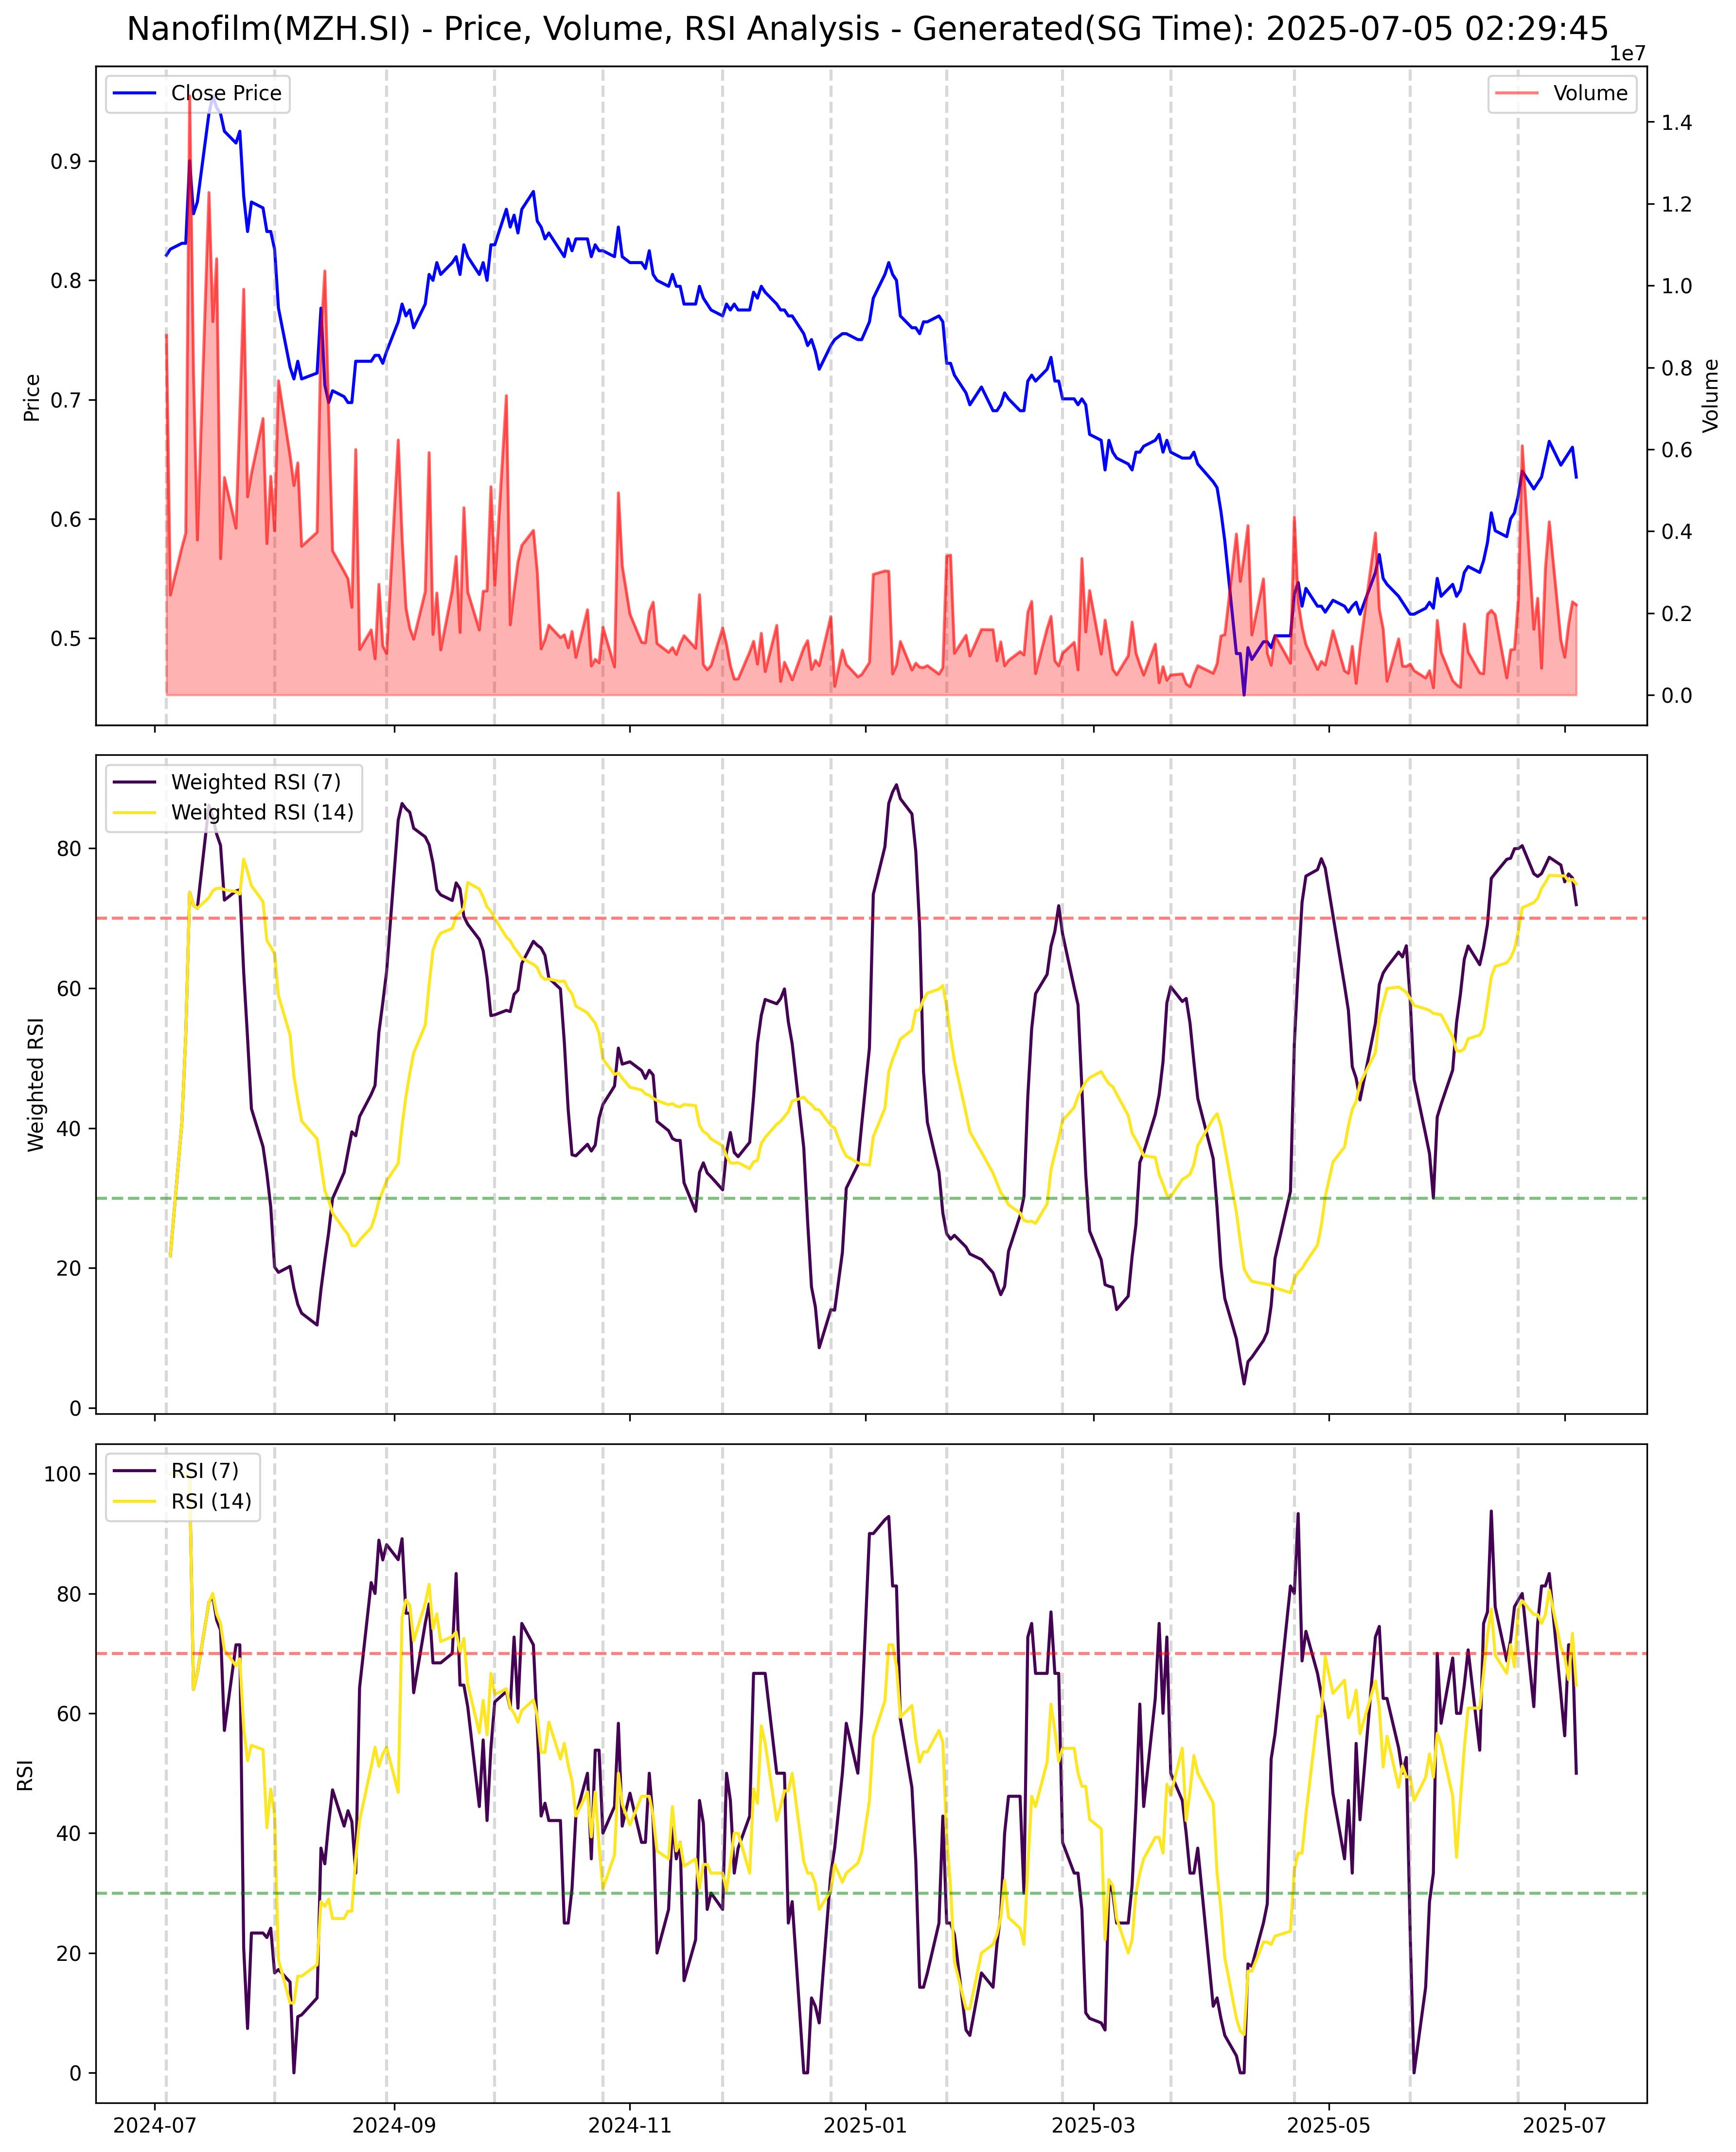 Nanofilm(MZH.SI) - Price, Volume, RSI Analysis - Generated(SG Time): 2025-07-05 02:29:45
1e7
Close Price
Volume
0.9
0.8
0.7
0.6
0.5
Price
1.4
1.2
1.0
0.8
0.6
0.4
0.2
0.0
Volume
Weighted RSI (7)
Weighted RSI (14)
80
60
40
20
0
Weighted RSI
RSI (7)
RSI (14)
100
80
60
40
20
0
RSI
2024-07
2024-09
2024-11
2025-01
2025-03
2025-05
2025-07